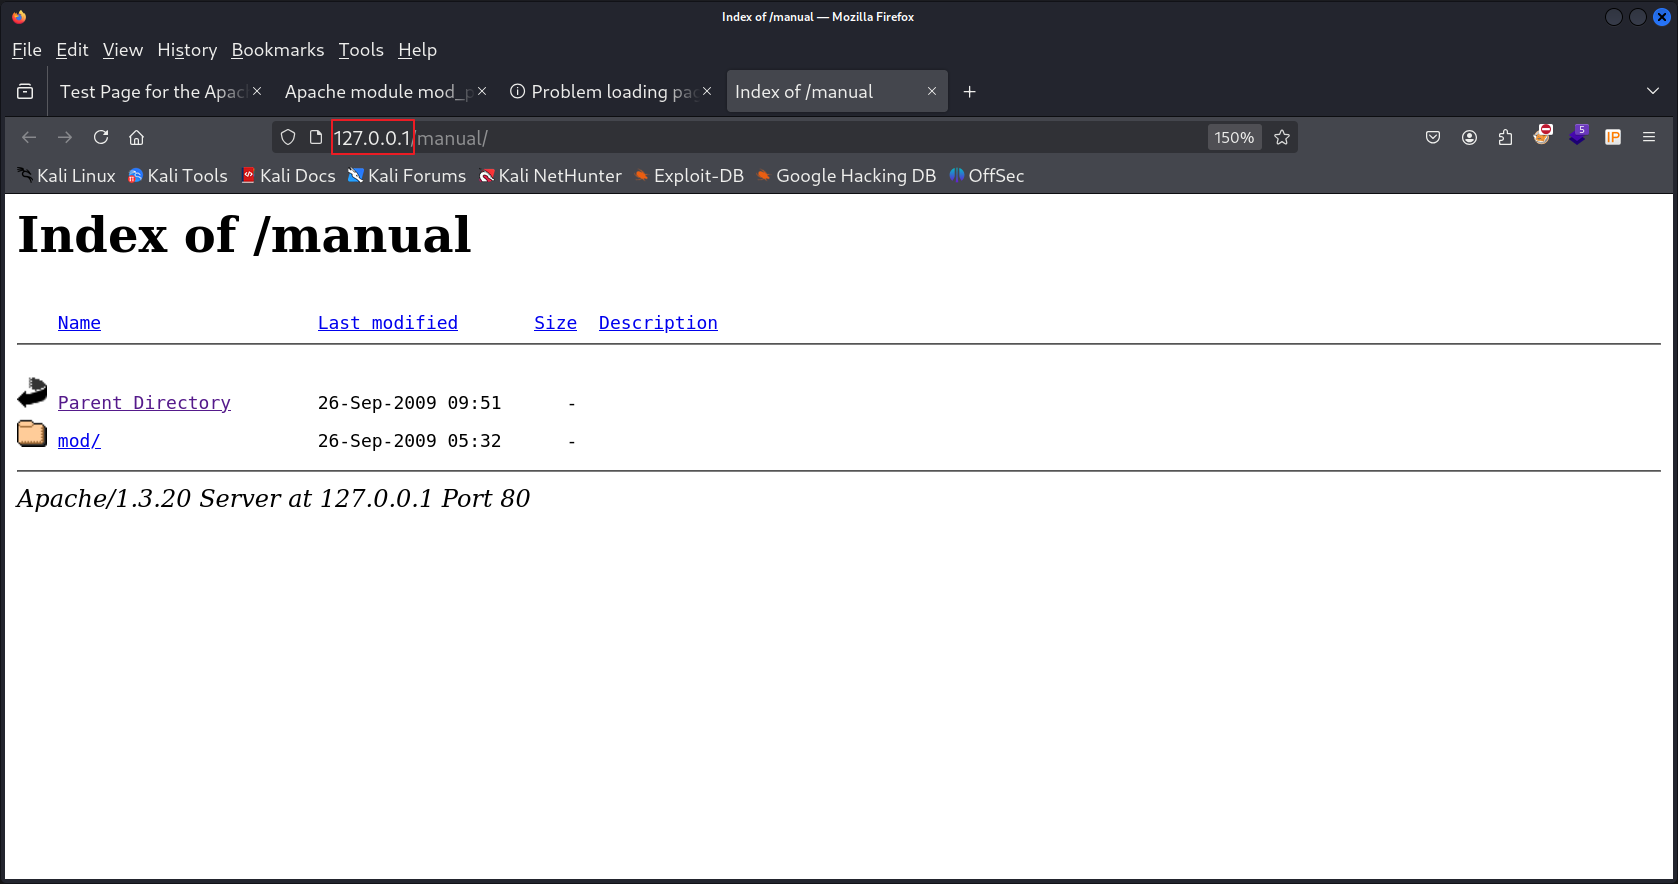 Index of /manual — Mozilla Firefox
File Edit View History Bookmarks Tools Help
Test Page for the Apac Apache module mod_p Problem loading pag Index of /manual
127.0.0.1/manual/ 150% 5 IP
Kali Linux Kali Tools Kali Docs Kali Forums Kali NetHunter Exploit-DB Google Hacking DB OffSec
Index of /manual
Name Last modified Size Description
Parent Directory 26-Sep-2009 09:51 -
mod/ 26-Sep-2009 05:32 -
Apache/1.3.20 Server at 127.0.0.1 Port 80